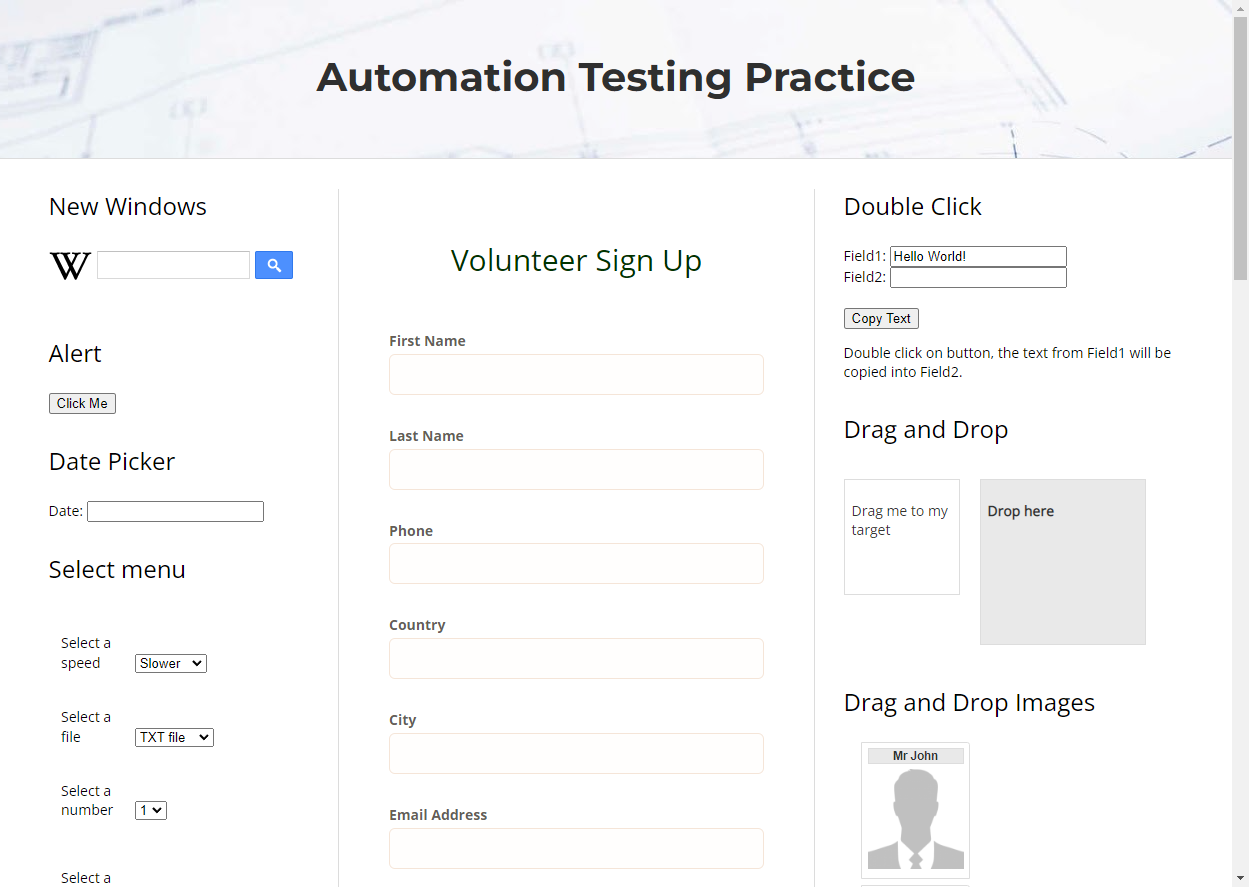 Automation Testing Practice
New Windows
W
Alert
Click Me
Date Picker
Date:
Select menu
Select a
speed
Slower
Select a
file
TXT file
Select a
number
1
Select a
Volunteer Sign Up
First Name
Last Name
Phone
Country
City
Email Address
Double Click
Field1: Hello World!
Field2:
Copy Text
Double click on button, the text from Field1 will be
copied into Field2.
Drag and Drop
Drag me to my
target
Drop here
Drag and Drop Images
Mr John